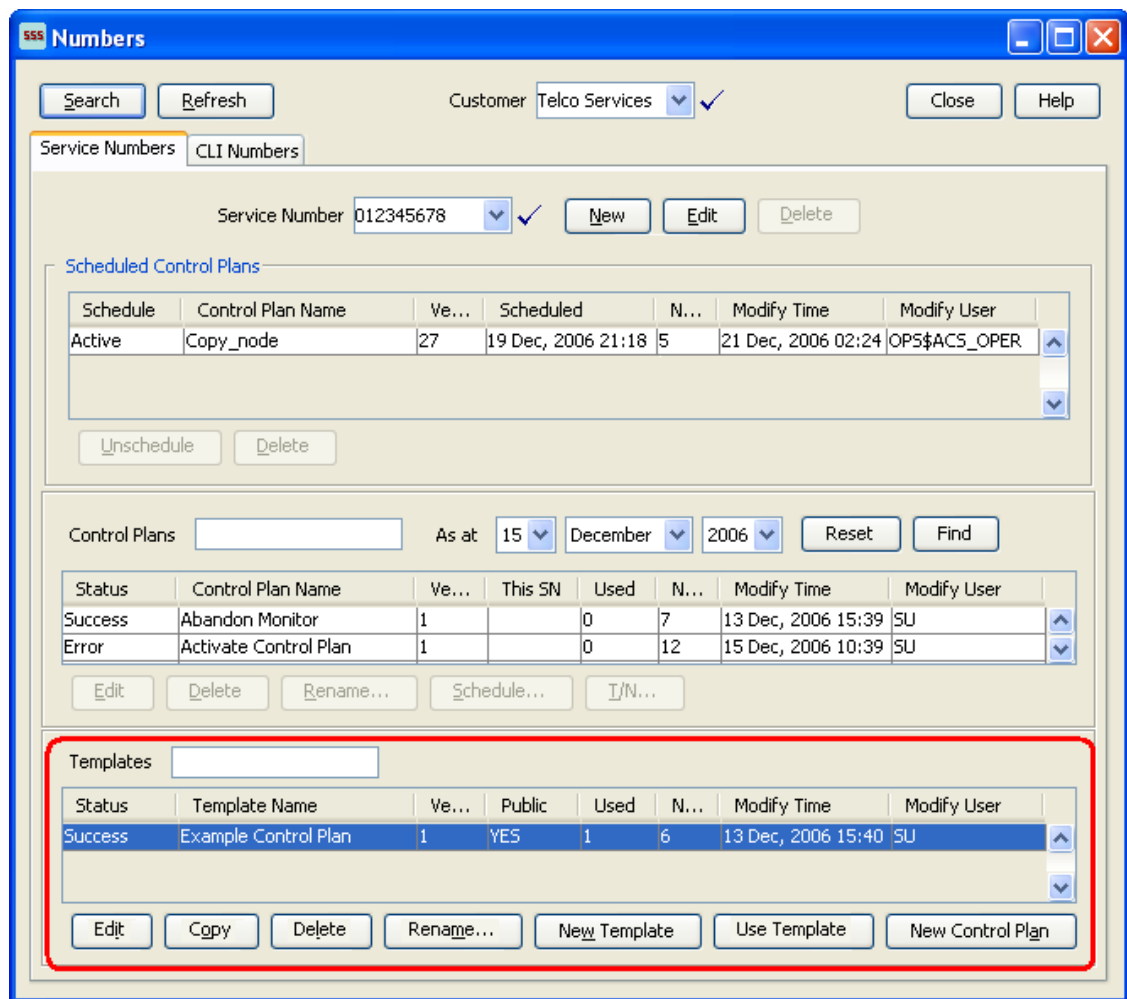 SSS Numbers
Search Refresh Customer Telco Services Close Help
Service Numbers CLI Numbers
Service Number 012345678 New Edit Delete
Scheduled Control Plans
Schedule Control Plan Name Ve... Scheduled N... Modify Time Modify User
Active Copy_node 27 19 Dec, 2006 21:18 5 21 Dec, 2006 02:24 OPS$ACS_OPER
Unschedule Delete
Control Plans As at 15 December 2006 Reset Find
Status Control Plan Name Ve... This SN Used N... Modify Time Modify User
Success Abandon Monitor 1 0 7 13 Dec, 2006 15:39 SU
Error Activate Control Plan 1 0 12 15 Dec, 2006 10:39 SU
Edit Delete Rename... Schedule... T/N...
Templates
Status Template Name Ve... Public Used N... Modify Time Modify User
Success Example Control Plan 1 YES 1 6 13 Dec, 2006 15:40 SU
Edit Copy Delete Rename... New Template Use Template New Control Plan